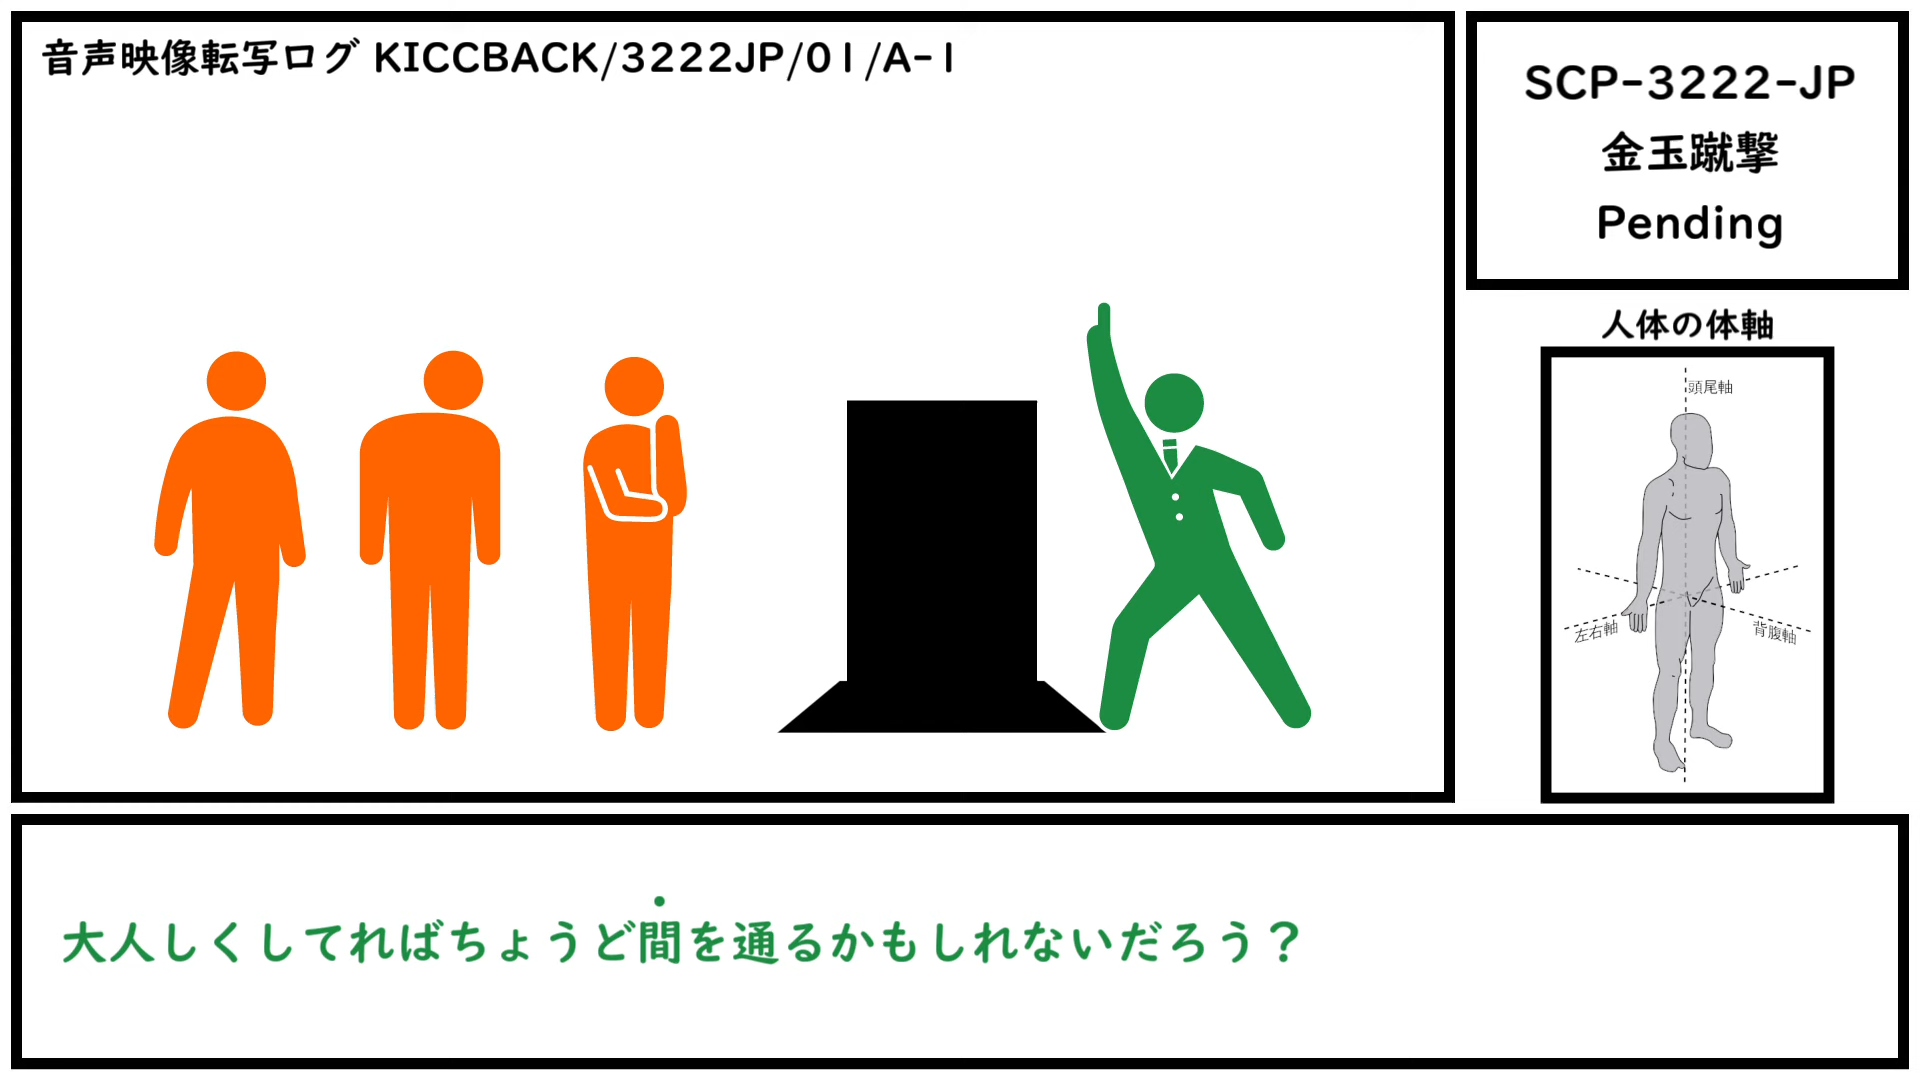 音声映像転写ログ KICCBACK/3222JP/01/A-1
SCP-3222-JP
金玉蹴撃
Pending
人体の体軸
頭尾軸
左右軸
背腹軸
大人しくしてればちょうど間を通るかもしれないだろう？